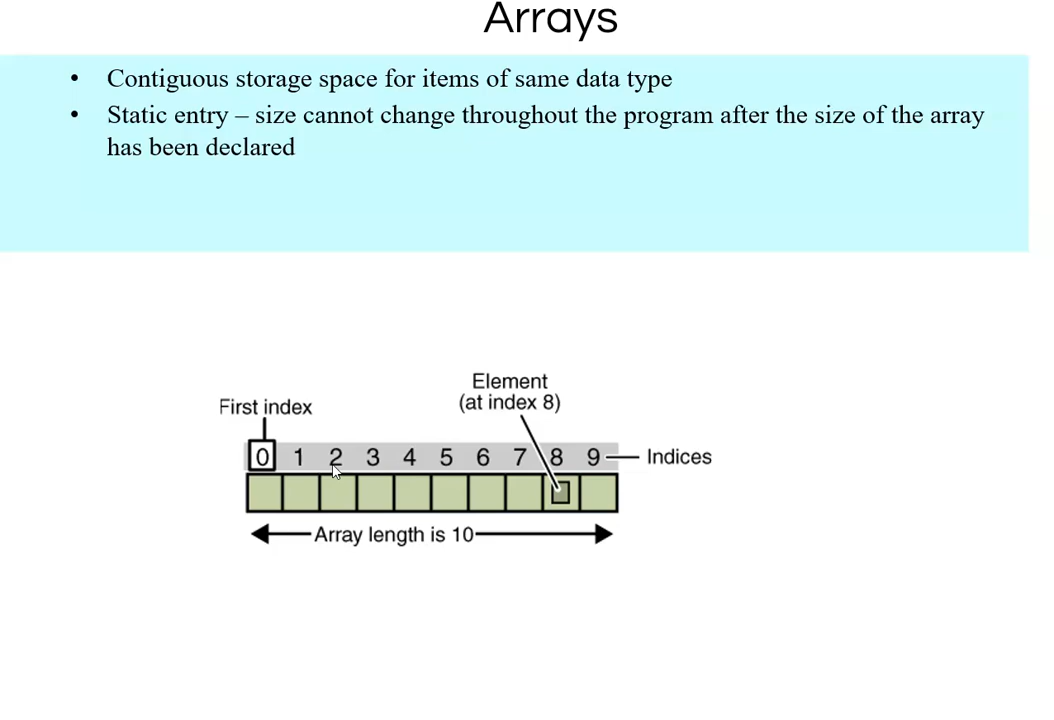 Arrays
• Contiguous storage space for items of same data type
• Static entry – size cannot change throughout the program after the size of the array
has been declared
Element
(at index 8)
First index
0 1 2 3 4 5 6 7 8 9
Indices
Array length is 10